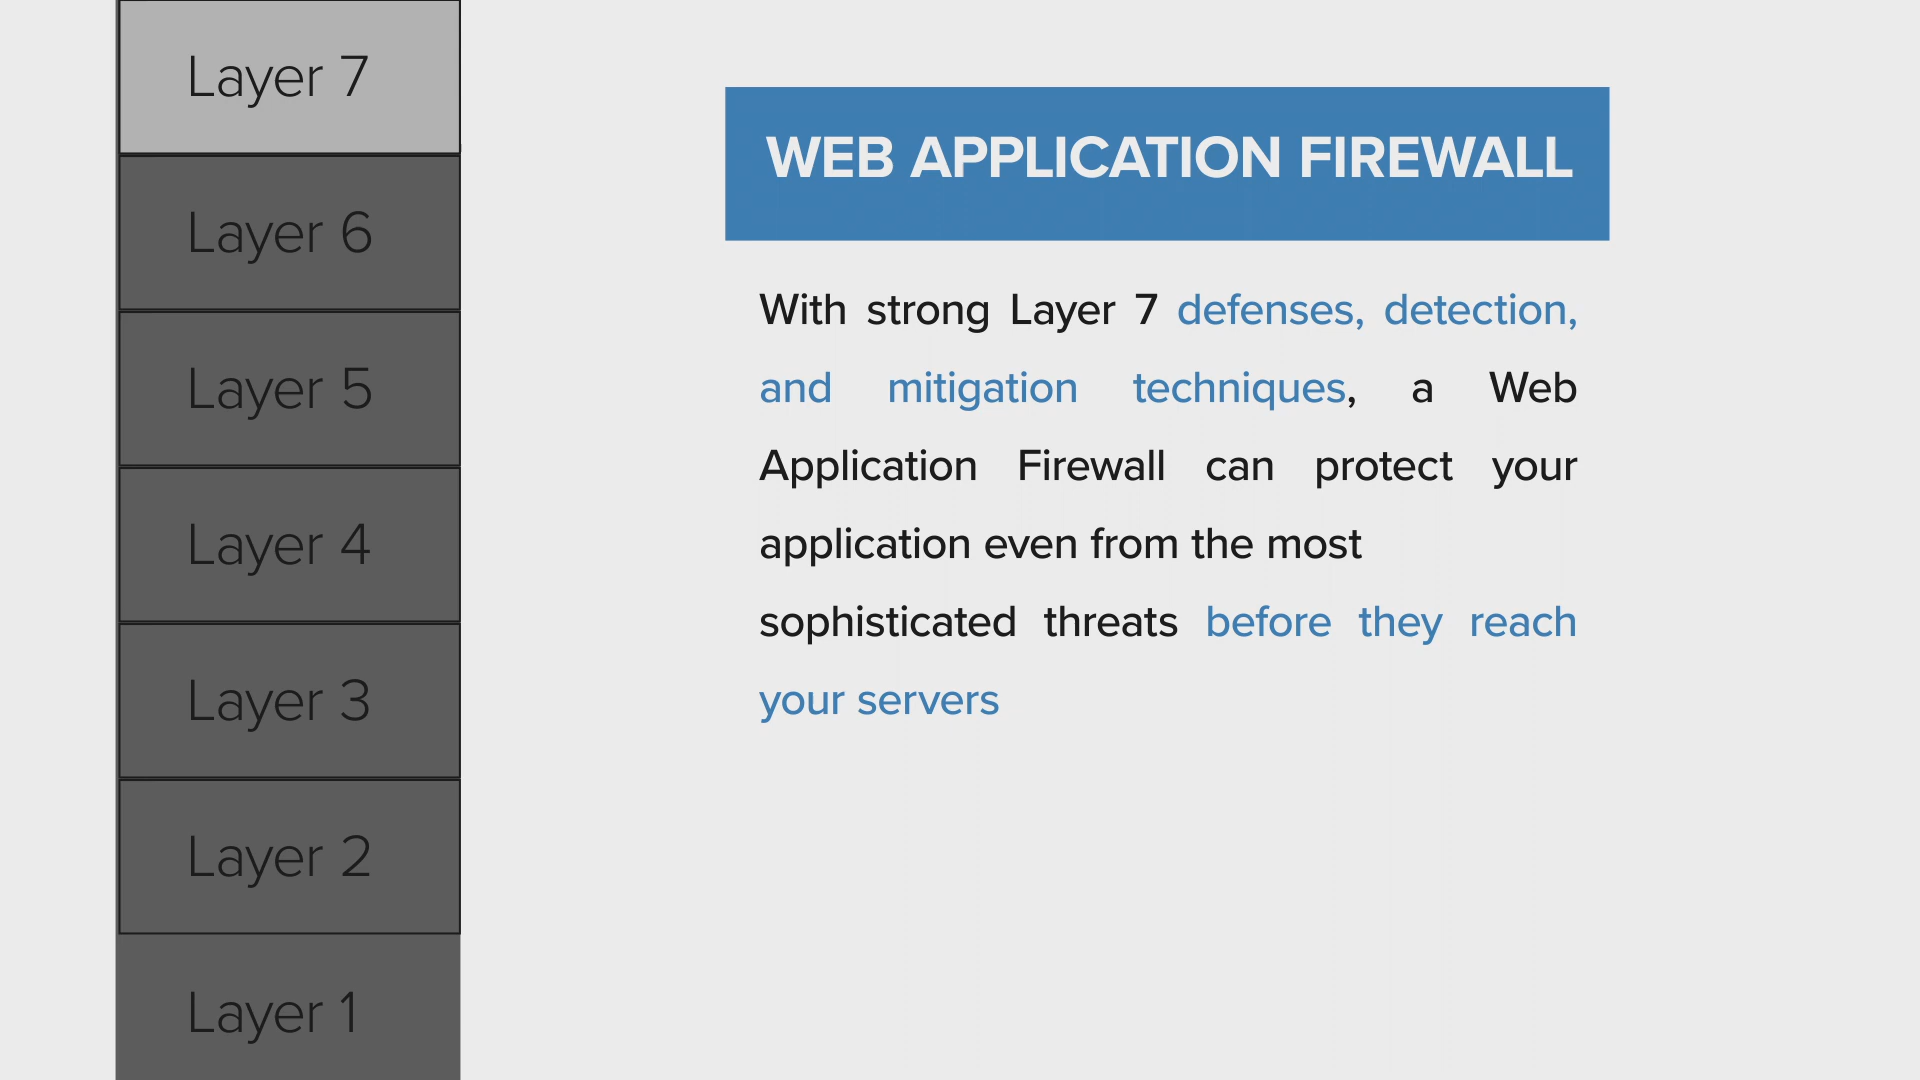 Layer 7
Layer 6
Layer 5
Layer 4
Layer 3
Layer 2
Layer 1
WEB APPLICATION FIREWALL
With strong Layer 7 defenses, detection,
and mitigation techniques, a Web
Application Firewall can protect your
application even from the most
sophisticated threats before they reach
your servers